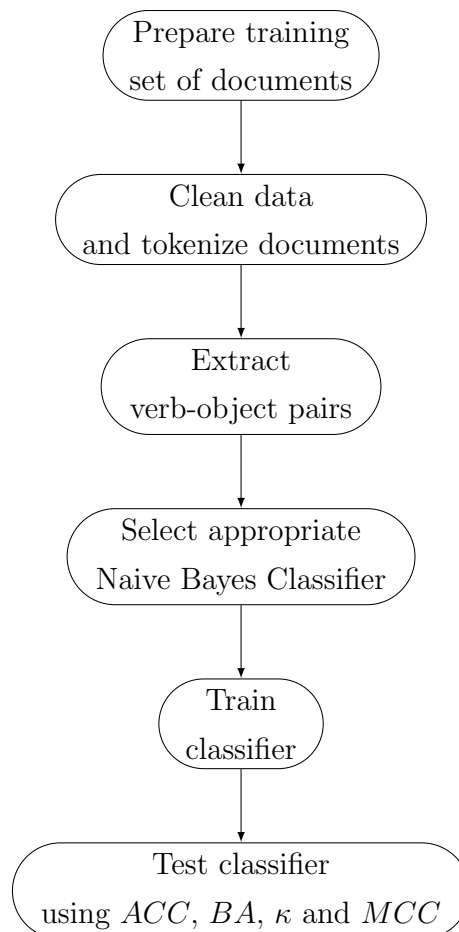 Prepare training
set of documents
Clean data
and tokenize documents
Extract
verb-object pairs
Select appropriate
Naive Bayes Classifier
Train
classifier
Test classifier
using ACC, BA, κ and MCC